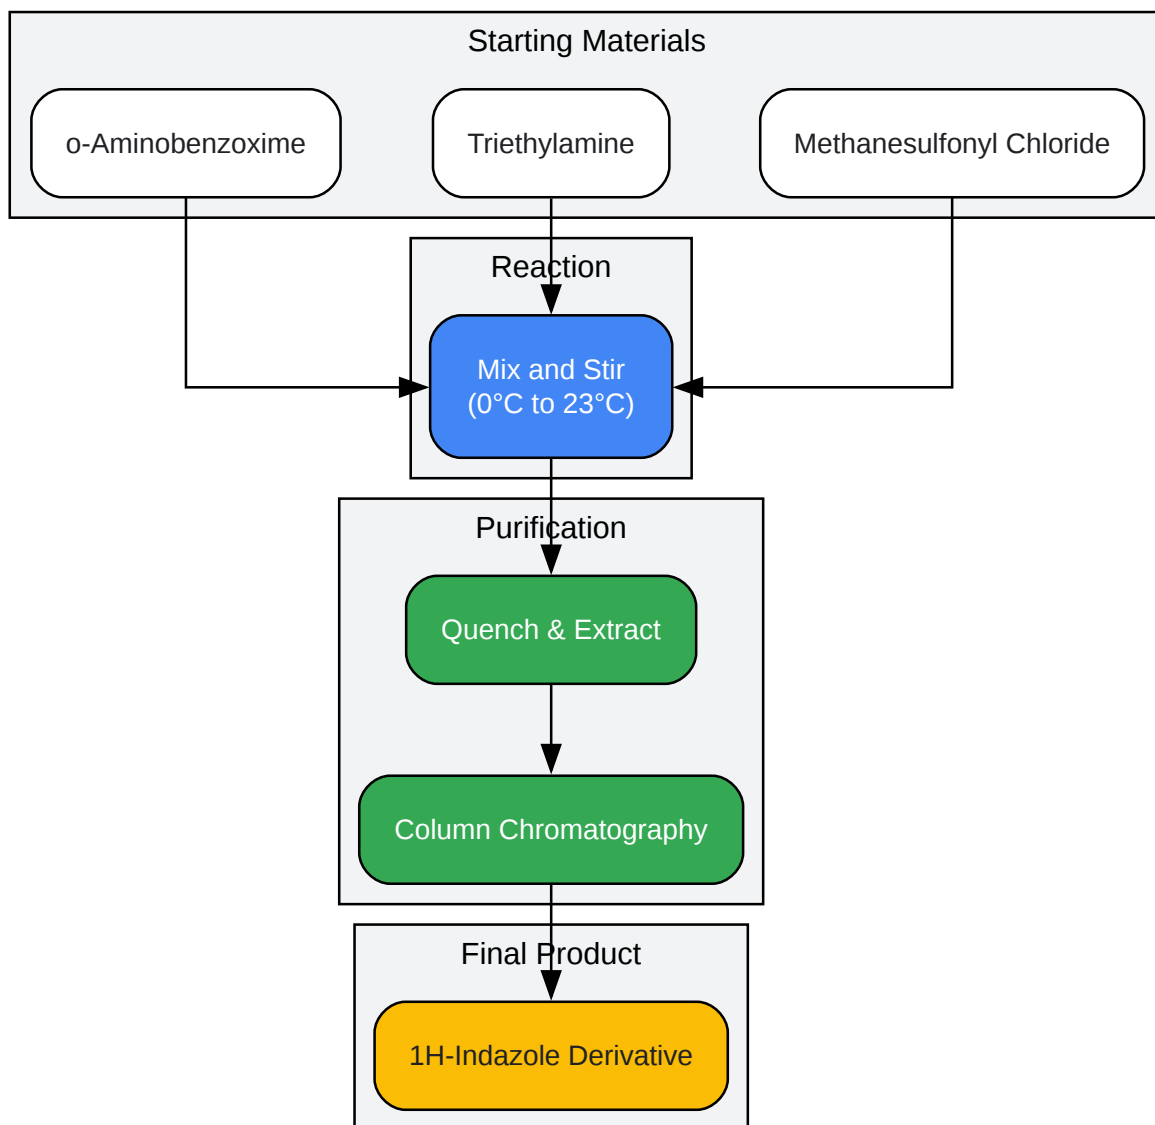 Starting Materials
o-Aminobenzoxime
Triethylamine
Methanesulfonyl Chloride
Reaction
Mix and Stir
(0°C to 23°C)
Purification
Quench & Extract
Column Chromatography
Final Product
1H-Indazole Derivative